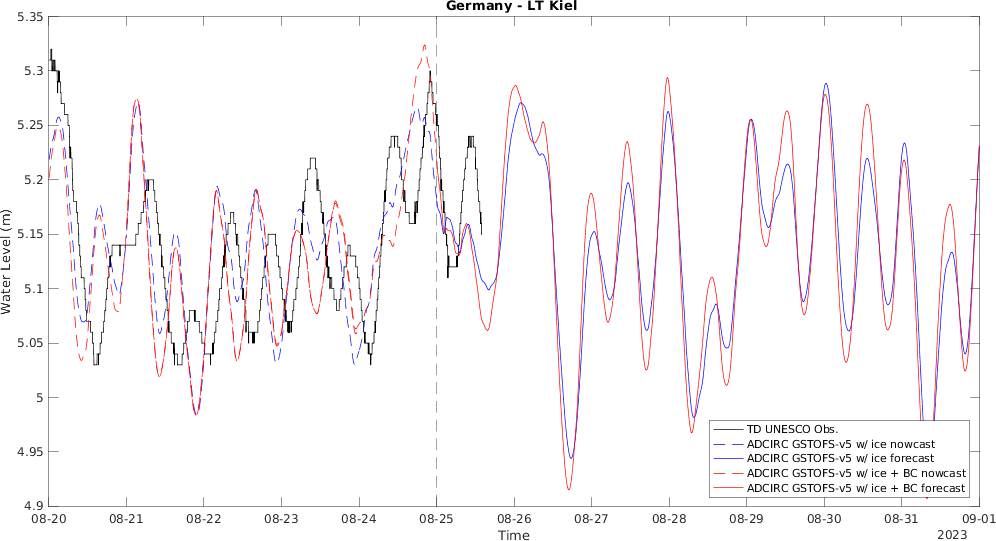 Germany - LT Kiel
5.35
5.3
5.25
5.2
5.15
5.1
5.05
5
4.95
4.9
Water Level (m)
08-20 08-21 08-22 08-23 08-24 08-25 08-26 08-27 08-28 08-29 08-30 08-31 09-01
Time
2023
TD UNESCO Obs.
ADCIRC GSTOFS-v5 w/ ice nowcast
ADCIRC GSTOFS-v5 w/ ice forecast
ADCIRC GSTOFS-v5 w/ ice + BC nowcast
ADCIRC GSTOFS-v5 w/ ice + BC forecast